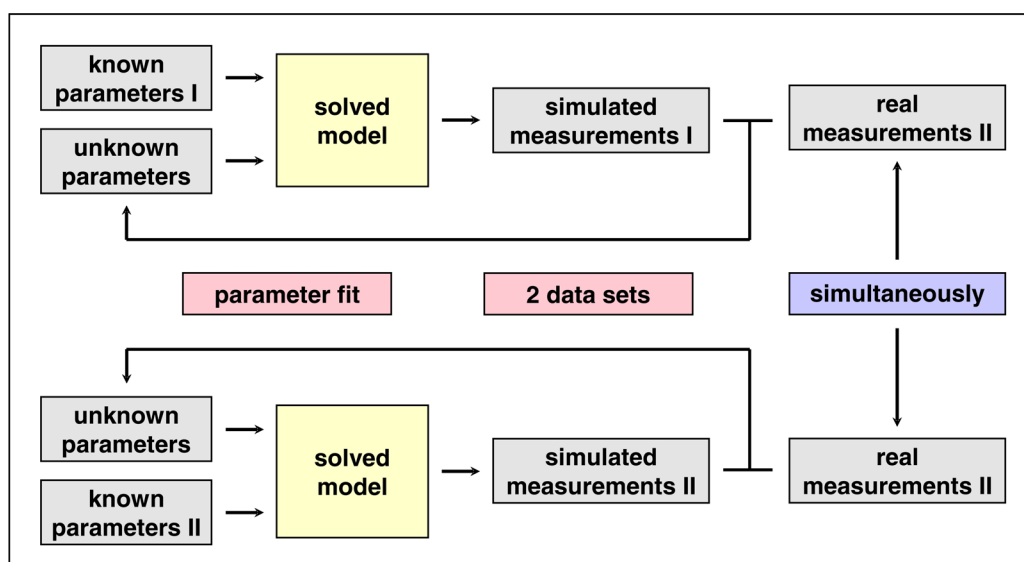 known
parameters I
unknown
parameters
solved
model
simulated
measurements I
real
measurements II
parameter fit
2 data sets
simultaneously
unknown
parameters
known
parameters II
solved
model
simulated
measurements II
real
measurements II